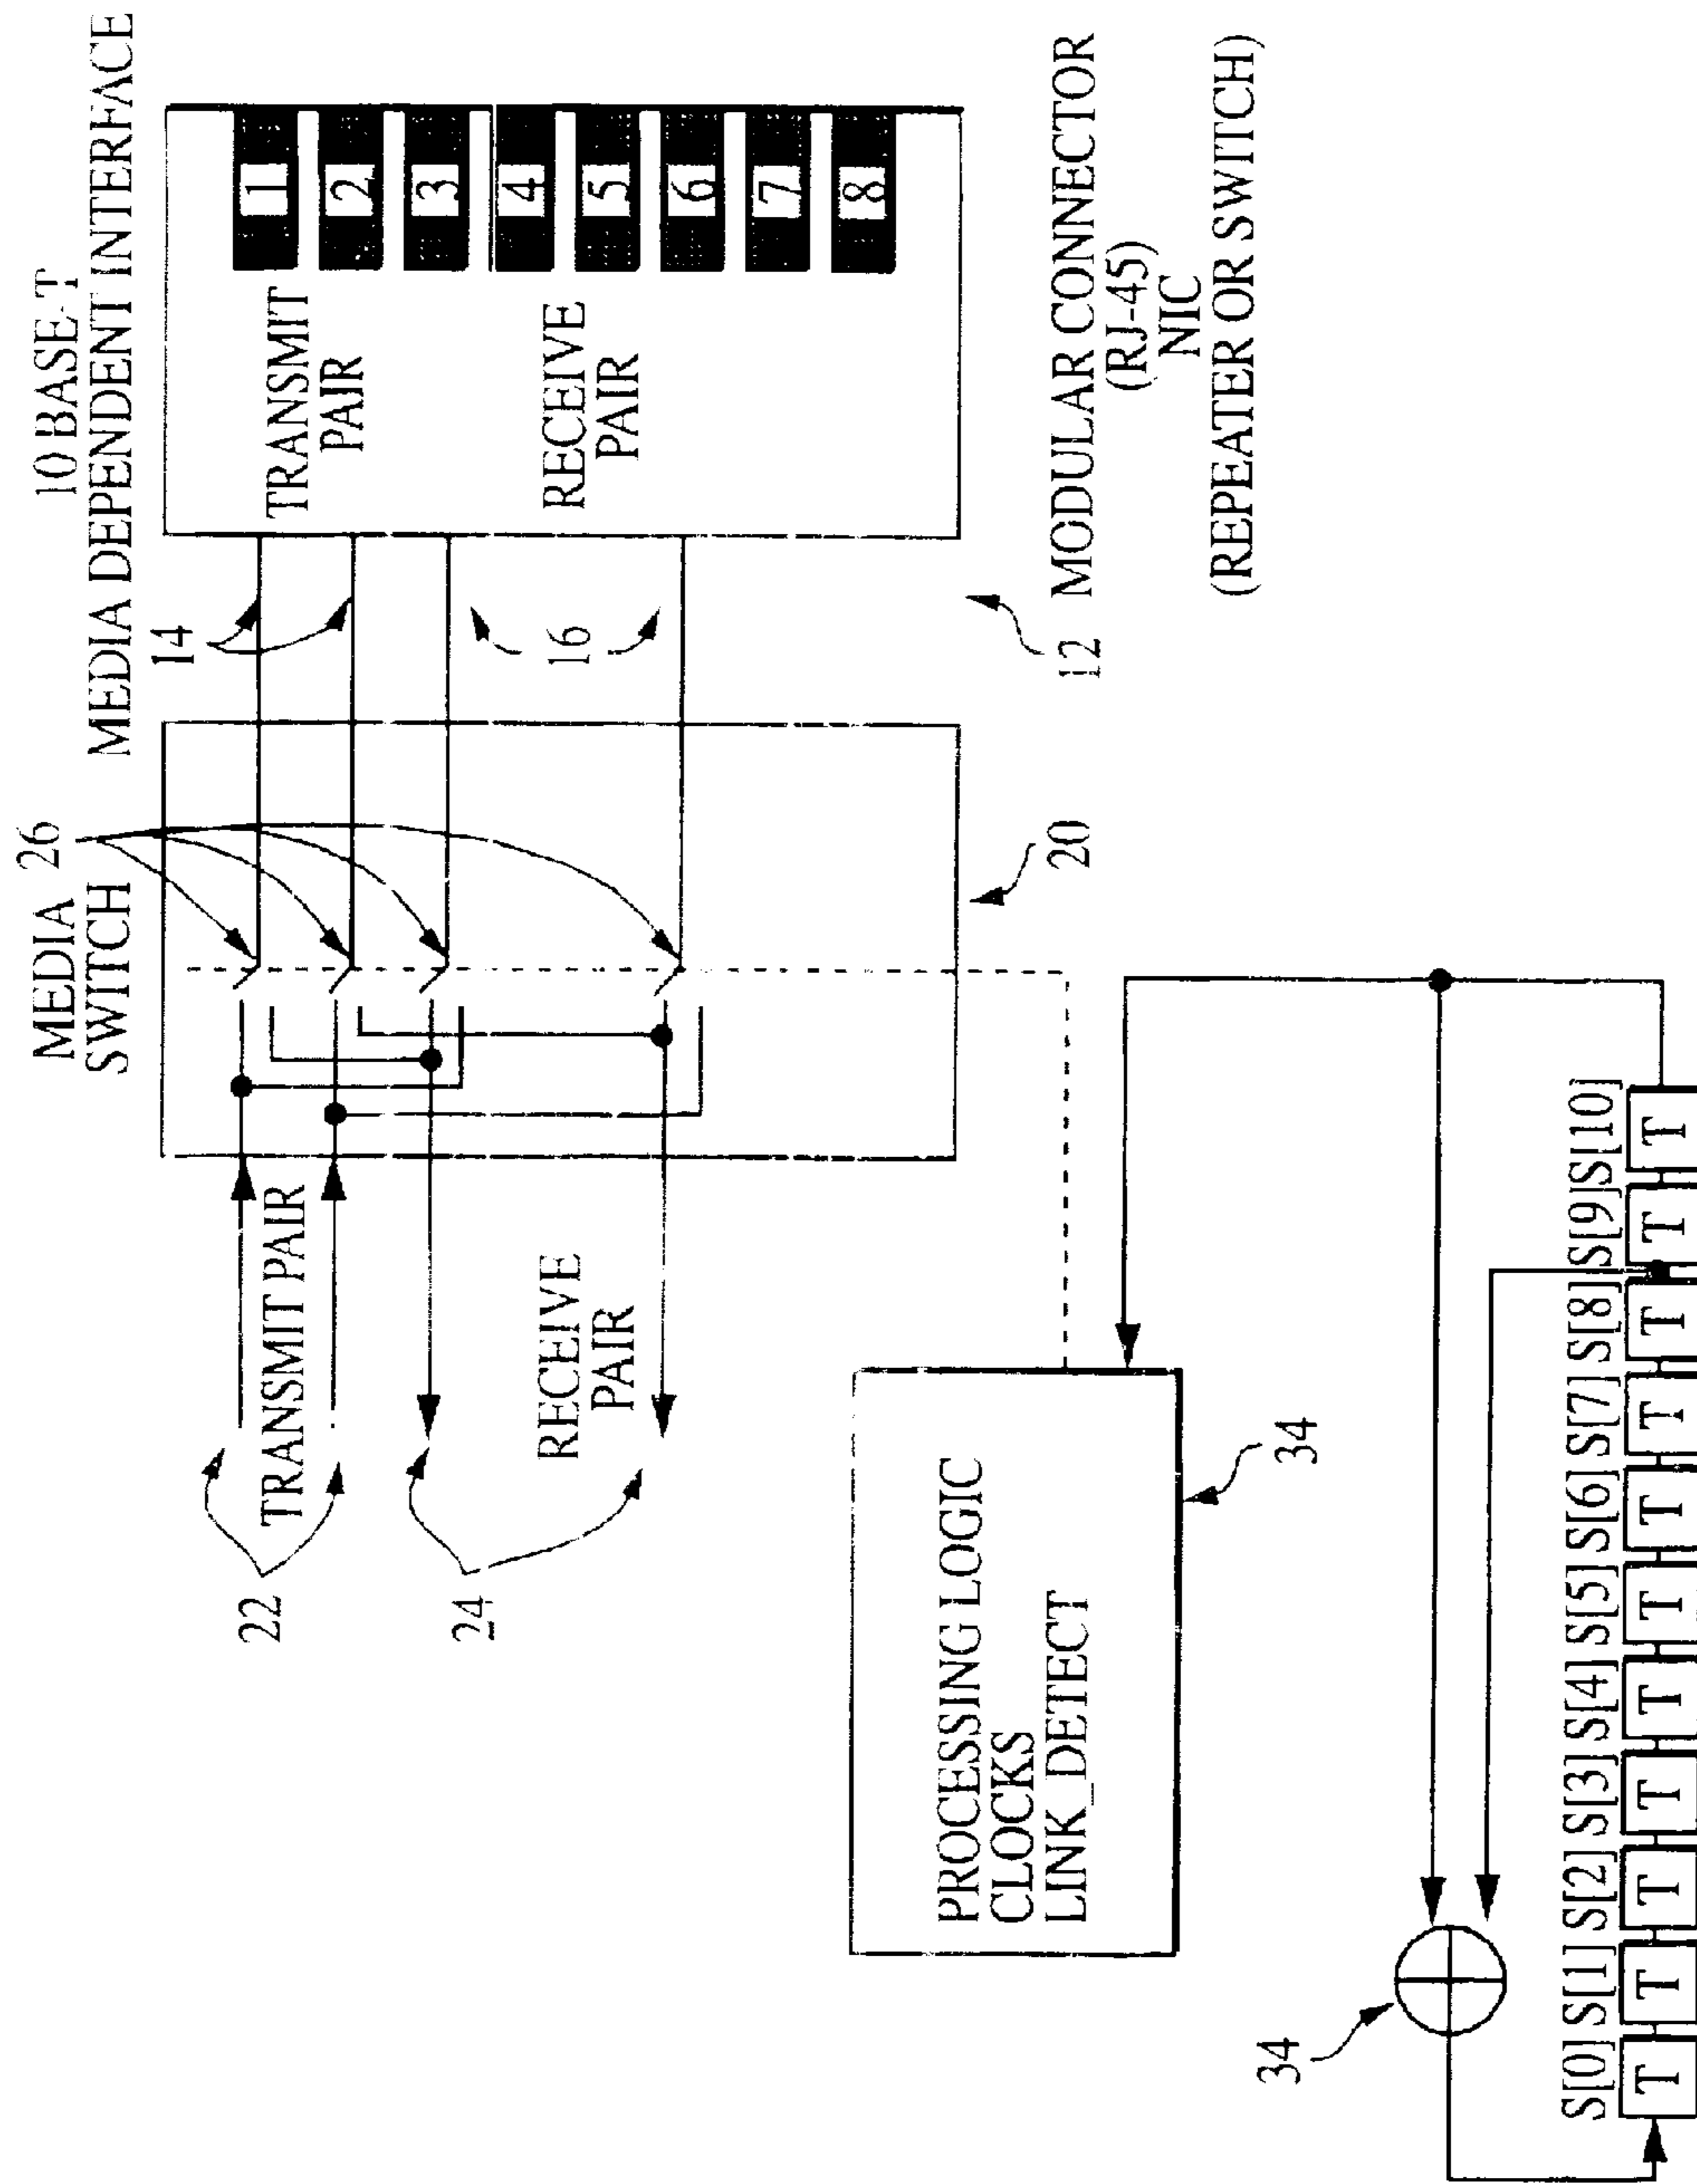 10 BASE-T
MEDIA DEPENDENT INTERFACE
MEDIA
SWITCH
26
14
22
TRANSMIT PAIR
TRANSMIT
PAIR
1
2
3
4
5
6
7
8
24
RECEIVE
PAIR
16
RECEIVE
PAIR
20
12
MODULAR CONNECTOR
(RJ-45)
NIC
(REPEATER OR SWITCH)
PROCESSING LOGIC
CLOCKS
LINK_DETECT
34
34
S[0] S[1] S[2] S[3] S[4] S[5] S[6] S[7] S[8] S[9] S[10]
T T T T T T T T T T T